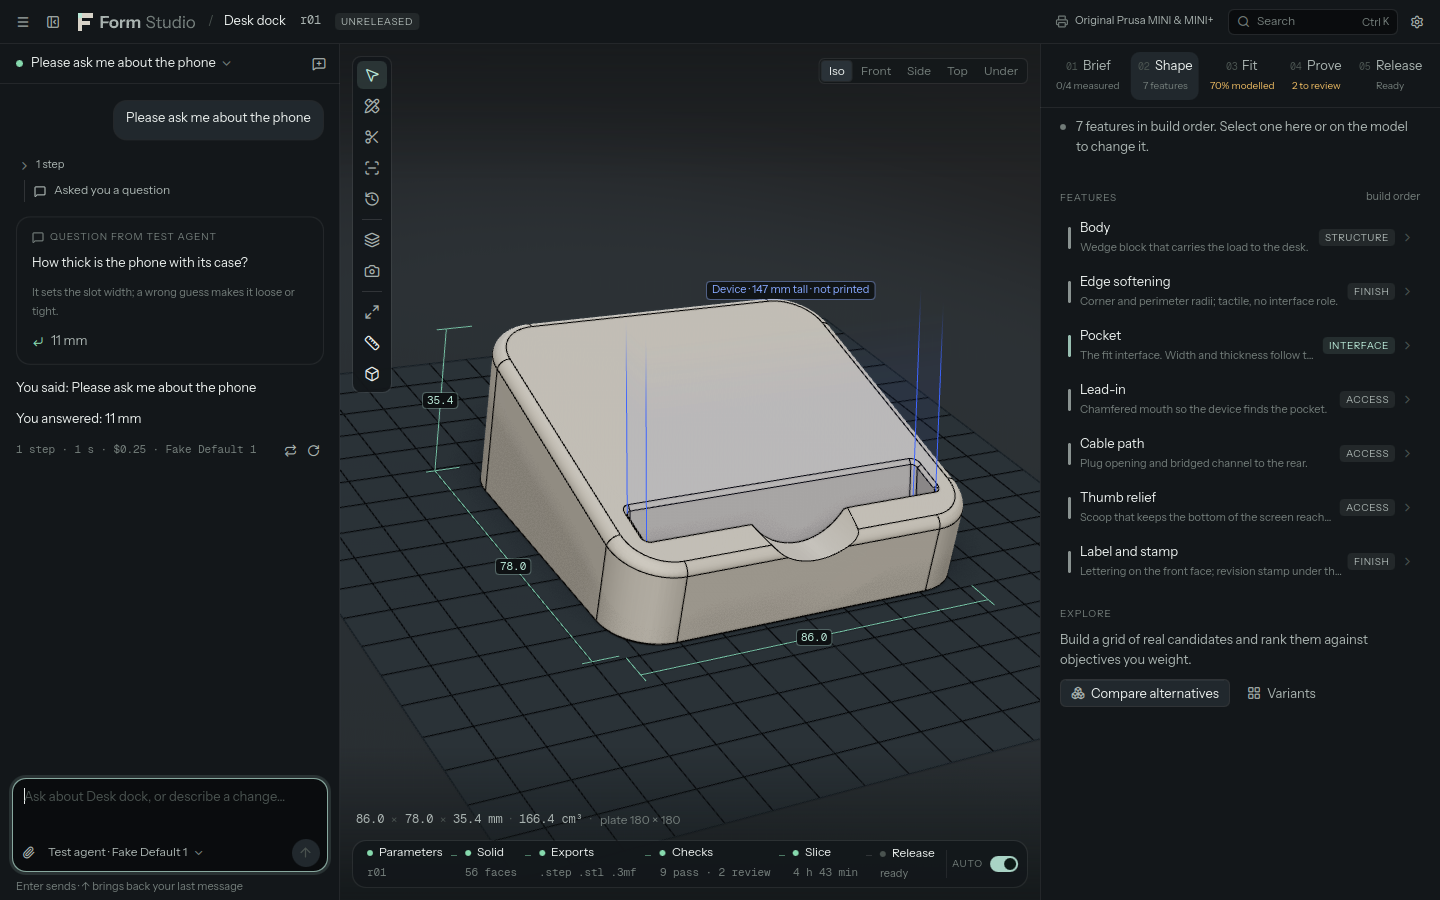 Form Studio / Desk dock r01 UNRELEASED
Original Prusa MINI & MINI+
Search Ctrl K
Please ask me about the phone
Please ask me about the phone
1 step
Asked you a question
QUESTION FROM TEST AGENT
How thick is the phone with its case?
It sets the slot width; a wrong guess makes it loose or
tight.
11 mm
You said: Please ask me about the phone
You answered: 11 mm
1 step · 1 s · $0.25 · Fake Default 1
Ask about Desk dock, or describe a change...
Test agent · Fake Default 1
Enter sends · ↑ brings back your last message
Iso Front Side Top Under
Device · 147 mm tall · not printed
35.4
78.0
86.0
86.0 × 78.0 × 35.4 mm · 166.4 cm³ · plate 180 × 180
Parameters Solid Exports Checks Slice Release
r01 56 faces .step .stl .3mf 9 pass · 2 review 4 h 43 min ready
AUTO
01 Brief 02 Shape 03 Fit 04 Prove 05 Release
0/4 measured 7 features 70% modelled 2 to review Ready
7 features in build order. Select one here or on the model
to change it.
FEATURES build order
Body
Wedge block that carries the load to the desk.
STRUCTURE
Edge softening
Corner and perimeter radii; tactile, no interface role.
FINISH
Pocket
The fit interface. Width and thickness follow t...
INTERFACE
Lead-in
Chamfered mouth so the device finds the pocket.
ACCESS
Cable path
Plug opening and bridged channel to the rear.
ACCESS
Thumb relief
Scoop that keeps the bottom of the screen reach...
ACCESS
Label and stamp
Lettering on the front face; revision stamp under th...
FINISH
EXPLORE
Build a grid of real candidates and rank them against
objectives you weight.
Compare alternatives Variants